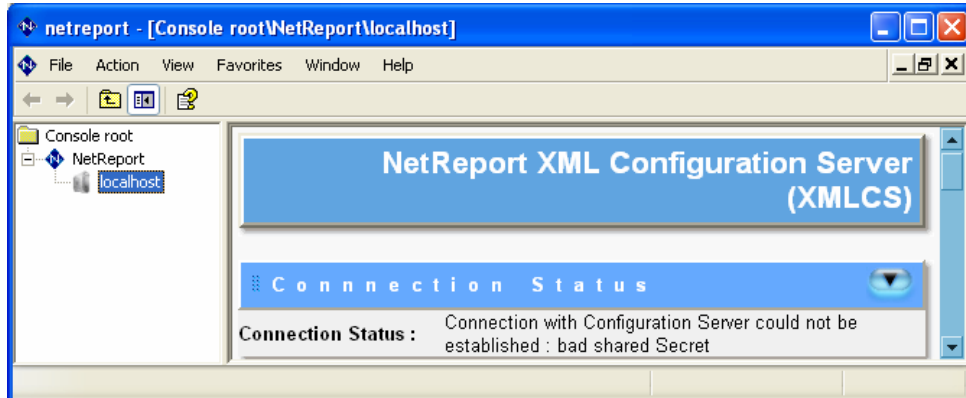 netreport - [Console root\NetReport\localhost]
File Action View Favorites Window Help
Console root
NetReport
localhost
NetReport XML Configuration Server
(XMLCS)
Connnection Status
Connection Status :
Connection with Configuration Server could not be
established : bad shared Secret